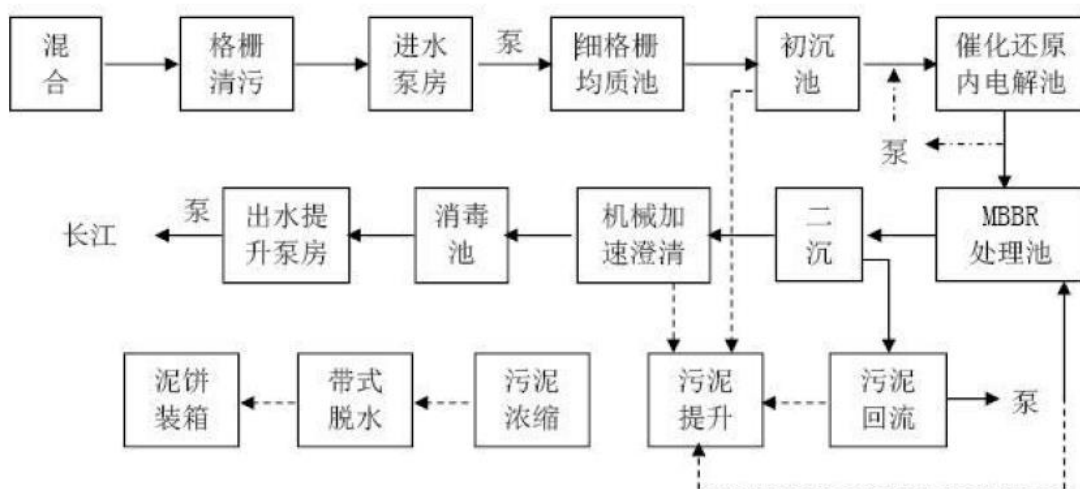 混
合
格栅
清污
进水
泵房
泵
细格栅
均质池
初沉
池
催化还原
内电解池
泵
长江
泵
出水提
升泵房
消毒
池
机械加
速澄清
二
沉
MBBR
处理池
泥饼
装箱
带式
脱水
污泥
浓缩
污泥
提升
污泥
回流
泵